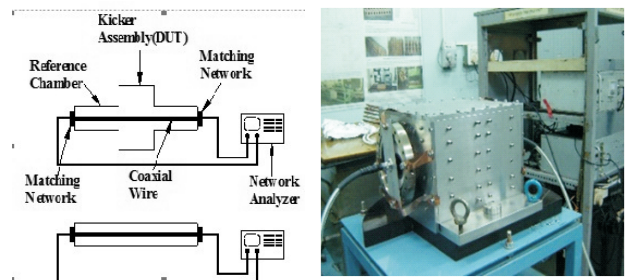 Kicker
Assembly(DUT)
Reference
Chamber
Matching
Network
Matching
Network
Coaxial
Wire
Network
Analyzer